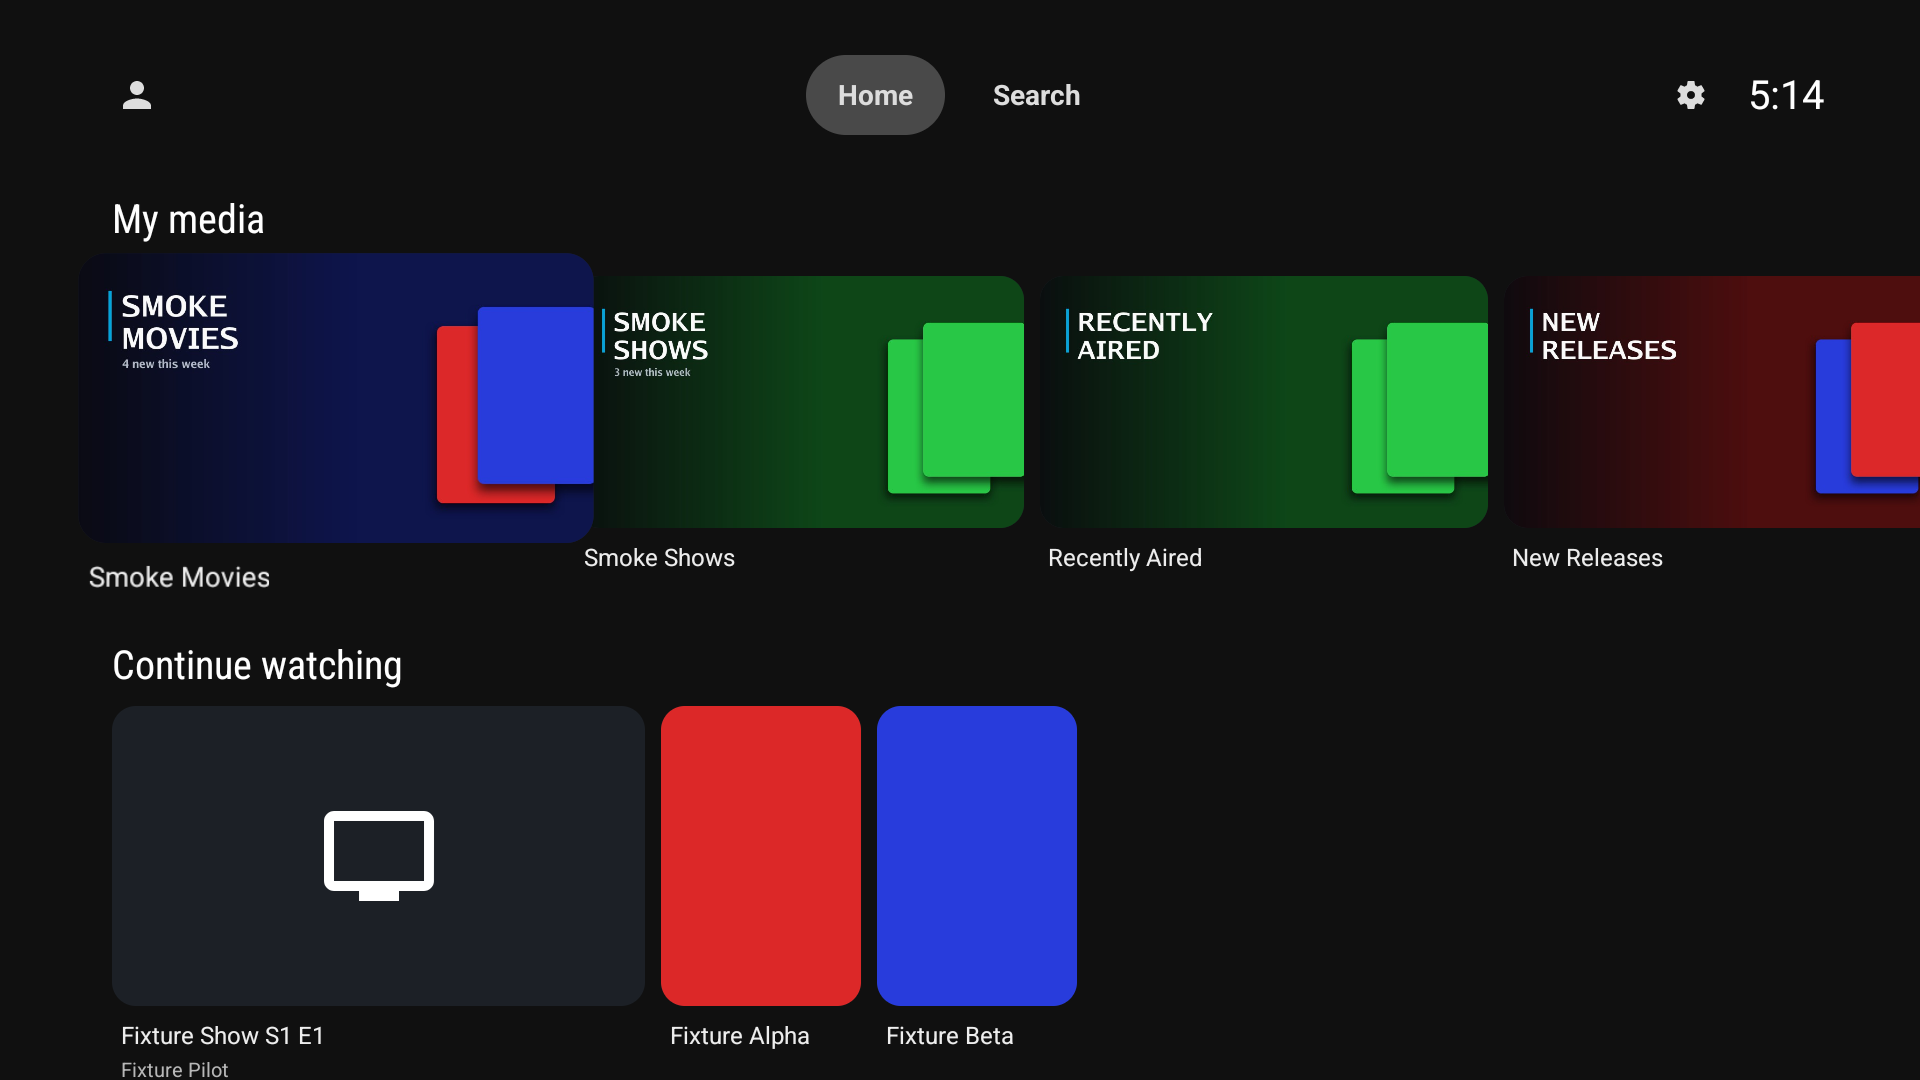 Home
Search
5:14
My media
SMOKE
MOVIES
4 new this week
SMOKE
SHOWS
3 new this week
RECENTLY
AIRED
NEW
RELEASES
Smoke Movies
Smoke Shows
Recently Aired
New Releases
Continue watching
Fixture Show S1 E1
Fixture Pilot
Fixture Alpha
Fixture Beta